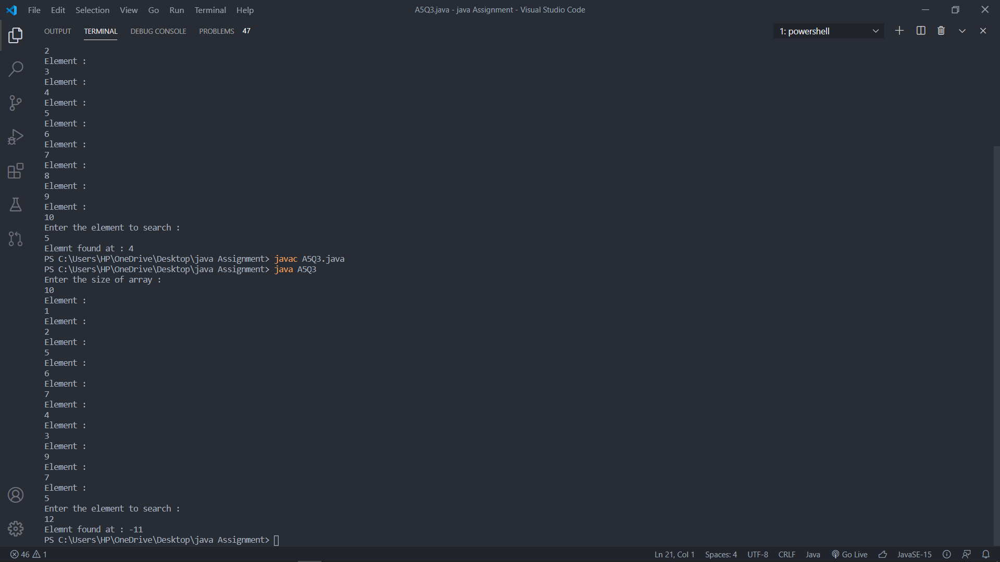 File Edit Selection View Go Run Terminal Help
A5Q3.java - java Assignment - Visual Studio Code
OUTPUT TERMINAL DEBUG CONSOLE PROBLEMS 47
1: powershell
2
Element :
3
Element :
4
Element :
5
Element :
6
Element :
7
Element :
8
Element :
9
Element :
10
Enter the element to search :
5
Elemnt found at : 4
PS C:\Users\HP\OneDrive\Desktop\java Assignment> javac A5Q3.java
PS C:\Users\HP\OneDrive\Desktop\java Assignment> java A5Q3
Enter the size of array :
10
Element :
1
Element :
2
Element :
5
Element :
6
Element :
7
Element :
4
Element :
3
Element :
9
Element :
7
Element :
5
Enter the element to search :
12
Elemnt found at : -11
PS C:\Users\HP\OneDrive\Desktop\java Assignment>
46 1
Ln 21, Col 1 Spaces: 4 UTF-8 CRLF Java Go Live JavaSE-15